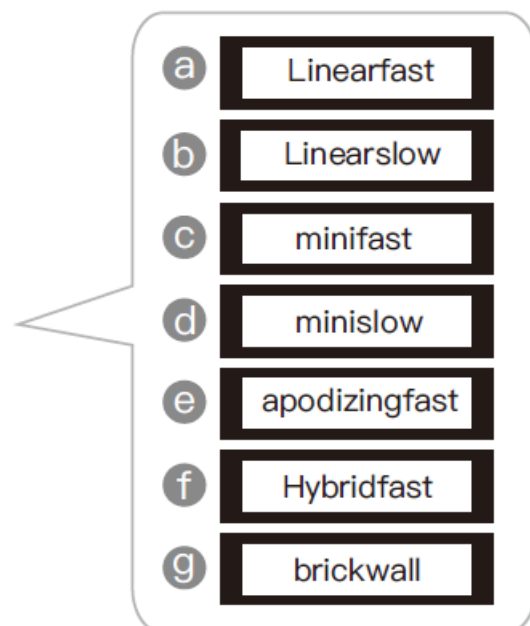 a Linearfast
b Linearslow
c minifast
d minislow
e apodizingfast
f Hybridfast
g brickwall